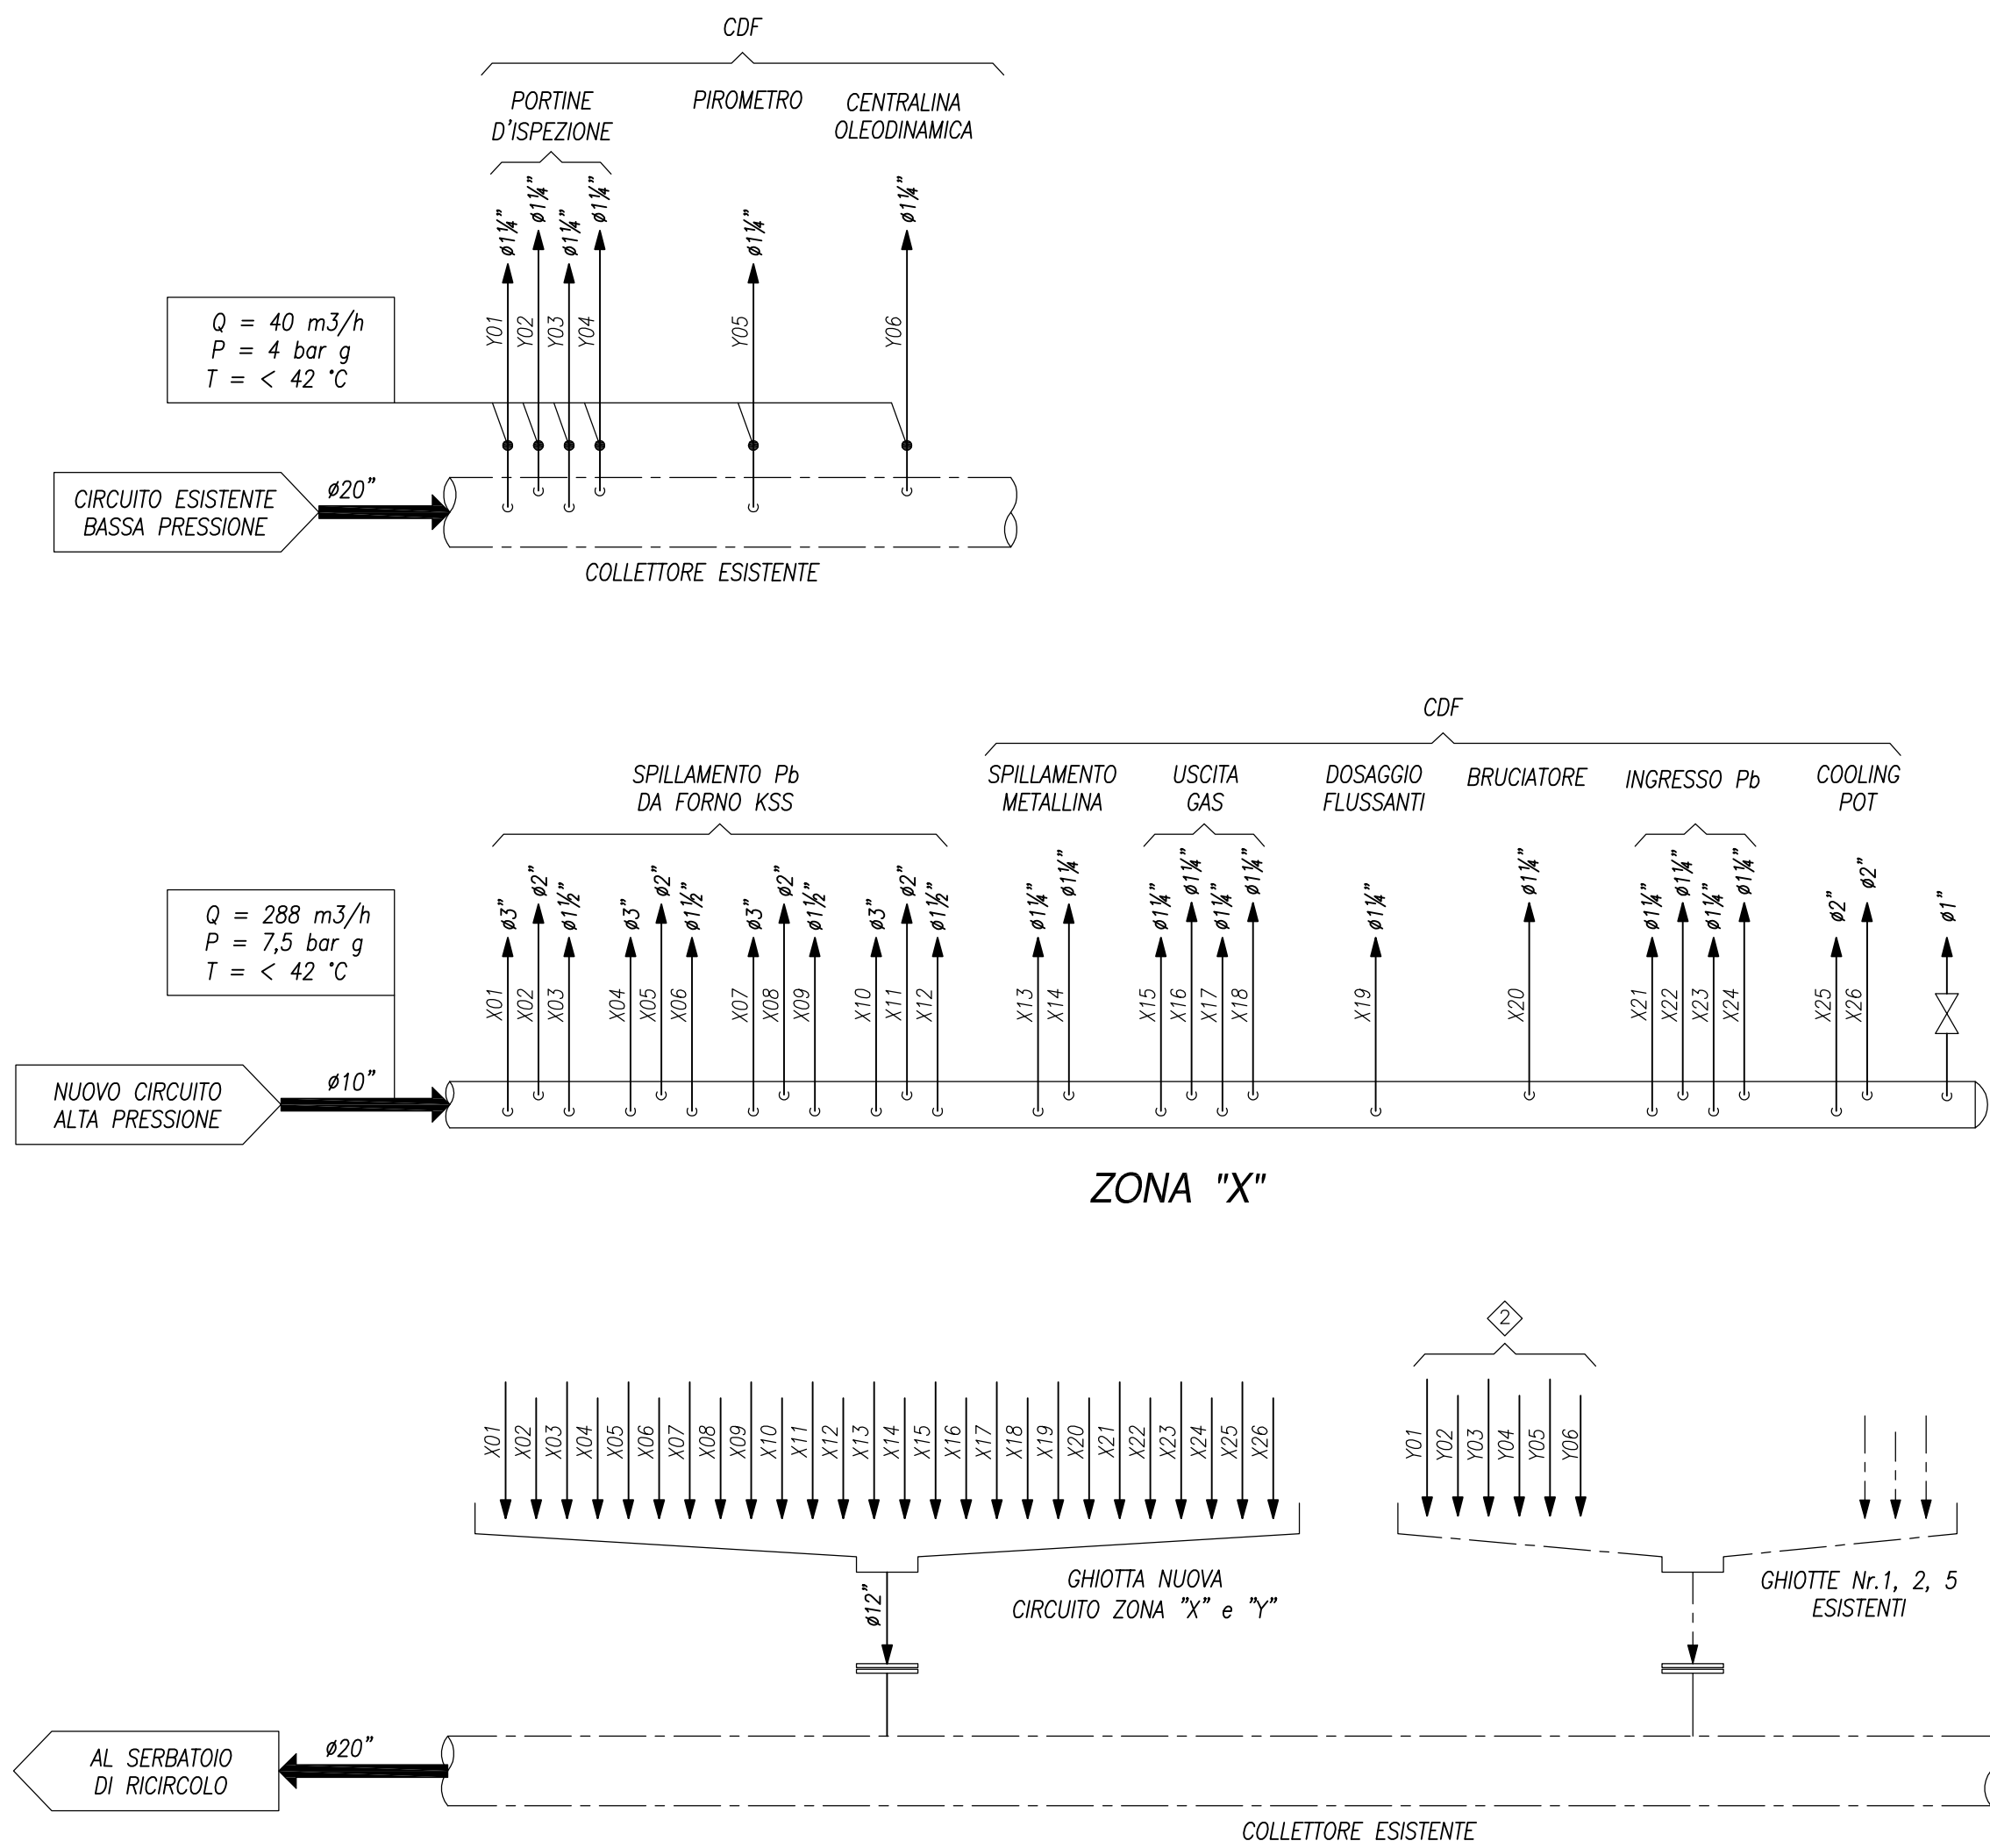 CDF
PORTINE
D'ISPEZIONE
PIROMETRO
CENTRALINA
OLEODINAMICA
ø1¼"
ø1¼"
ø1¼"
ø1¼"
ø1¼"
ø1¼"
Y01
Y02
Y03
Y04
Y05
Y06
Q = 40 m3/h
P = 4 bar g
T = < 42 °C
CIRCUITO ESISTENTE
BASSA PRESSIONE
ø20"
COLLETTORE ESISTENTE
CDF
SPILLAMENTO Pb
DA FORNO KSS
SPILLAMENTO
METALLINA
USCITA
GAS
DOSAGGIO
FLUSSANTI
BRUCIATORE
INGRESSO Pb
COOLING
POT
ø3"
ø2"
ø1½"
ø3"
ø2"
ø1½"
ø3"
ø2"
ø1½"
ø3"
ø2"
ø1½"
ø1¼"
ø1¼"
ø1¼"
ø1¼"
ø1¼"
ø1¼"
ø1¼"
ø1¼"
ø1¼"
ø1¼"
ø1¼"
ø1¼"
ø2"
ø2"
ø1"
X01
X02
X03
X04
X05
X06
X07
X08
X09
X10
X11
X12
X13
X14
X15
X16
X17
X18
X19
X20
X21
X22
X23
X24
X25
X26
Q = 288 m3/h
P = 7,5 bar g
T = < 42 °C
NUOVO CIRCUITO
ALTA PRESSIONE
ø10"
ZONA "X"
2
X01
X02
X03
X04
X05
X06
X07
X08
X09
X10
X11
X12
X13
X14
X15
X16
X17
X18
X19
X20
X21
X22
X23
X24
X25
X26
Y01
Y02
Y03
Y04
Y05
Y06
ø12"
GHIOTTA NUOVA
CIRCUITO ZONA "X" e "Y"
GHIOTTE Nr.1, 2, 5
ESISTENTI
AL SERBATOIO
DI RICIRCOLO
ø20"
COLLETTORE ESISTENTE